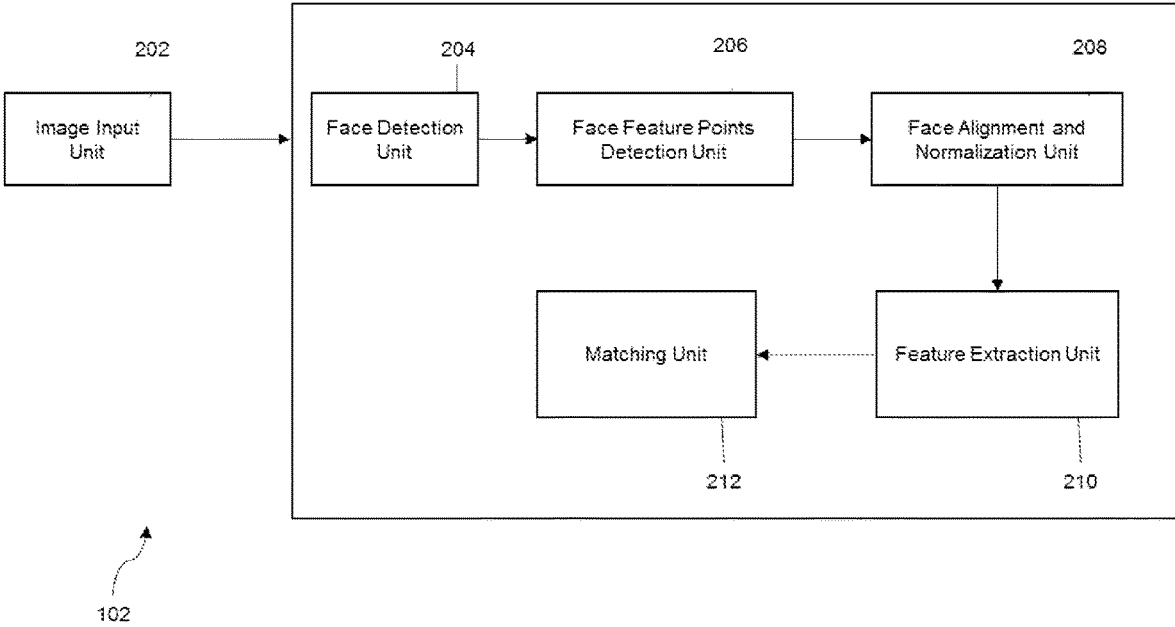 202
204
206
208
Image Input
Unit
Face Detection
Unit
Face Feature Points
Detection Unit
Face Alignment and
Normalization Unit
Matching Unit
Feature Extraction Unit
212
210
102